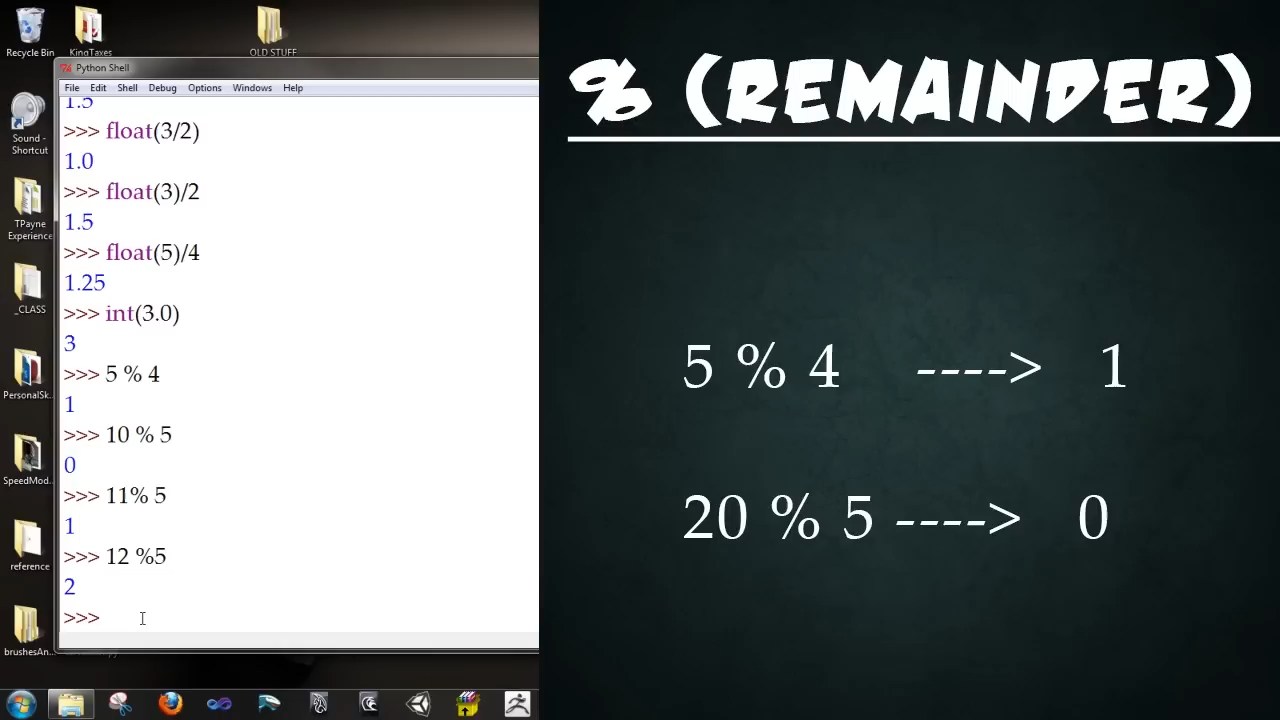 Recycle Bin
KingTaxes
OLD STUFF
Python Shell
File Edit Shell Debug Options Windows Help
1.5
>>> float(3/2)
1.0
>>> float(3)/2
1.5
>>> float(5)/4
1.25
>>> int(3.0)
3
>>> 5 % 4
1
>>> 10 % 5
0
>>> 11% 5
1
>>> 12 %5
2
>>>
Sound -
Shortcut
TPayne
Experience
_CLASS
PersonalSk...
SpeedMod...
reference
brushesAn...
% (REMAINDER)
5 % 4 ----> 1
20 % 5 ----> 0